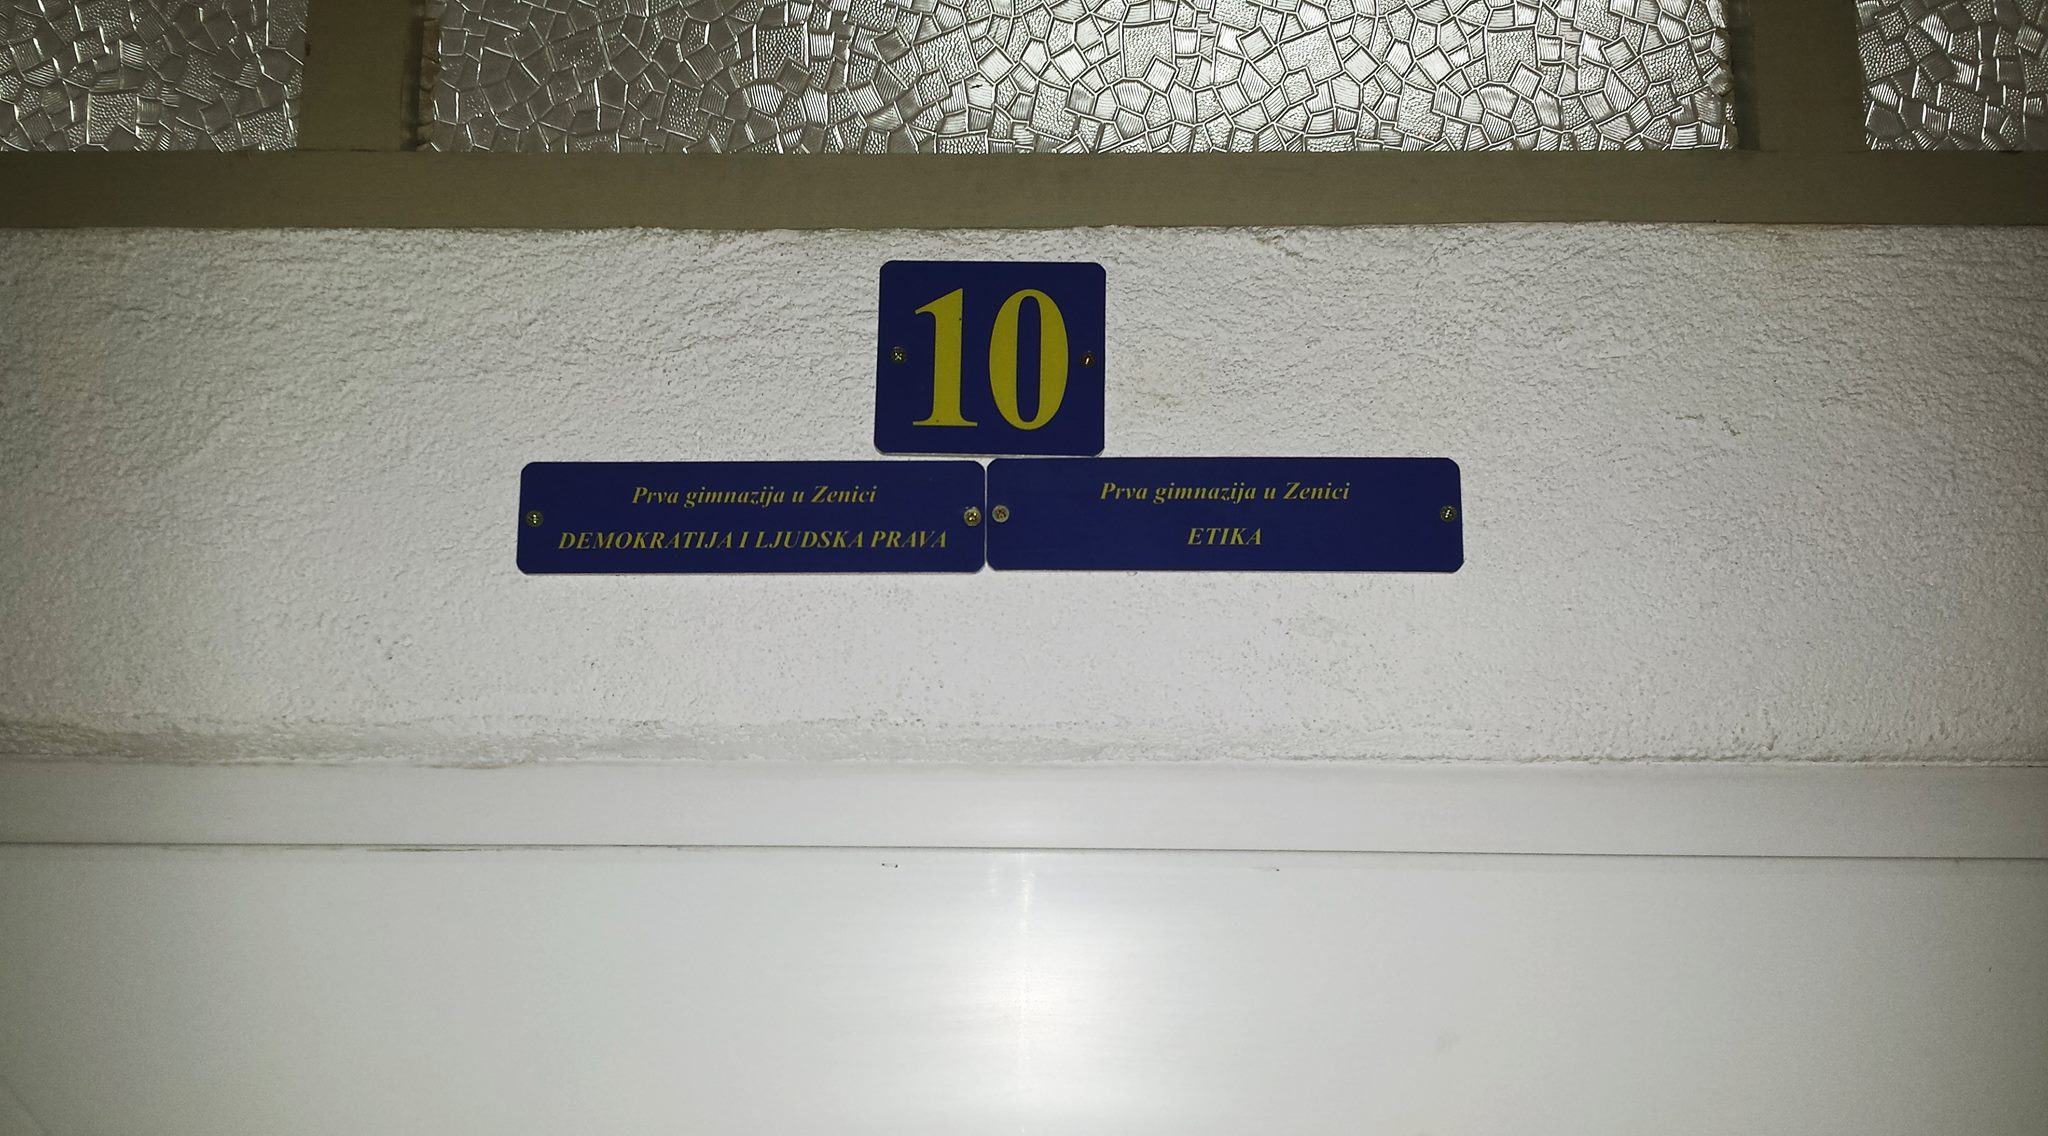 10
Prva gimnazija u Zenici
DEMOKRATIJA I LJUDSKA PRAVA
Prva gimnazija u Zenici
ETIKA